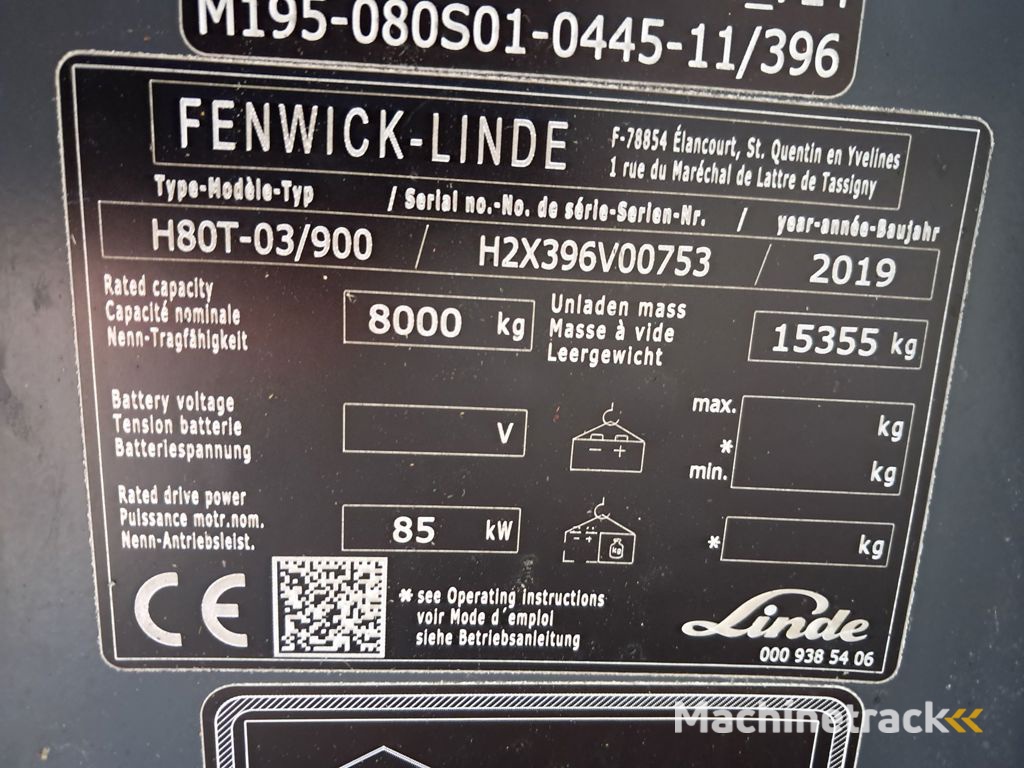 M195-080S01-0445-11/396
FENWICK-LINDE
F-78854 Élancourt, St. Quentin en Yvelines
1 rue du Maréchal de Lattre de Tassigny
Type-Modèle-Typ / Serial no.-No. de série-Serien-Nr. / year-année-Baujahr
H80T-03/900 / H2X396V00753 / 2019
Rated capacity
Capacité nominale
Nenn-Tragfähigkeit
8000 kg
Unladen mass
Masse à vide
Leergewicht
15355 kg
Battery voltage
Tension batterie
Batteriespannung
V
- +
max. kg
*
min. kg
Rated drive power
Puissance motr.nom.
Nenn-Antriebsleist.
85 kW
kg
* kg
CE
* see Operating Instructions
voir Mode d´emploi
siehe Betriebsanleitung
Linde
000 938 54 06
Machinetrack